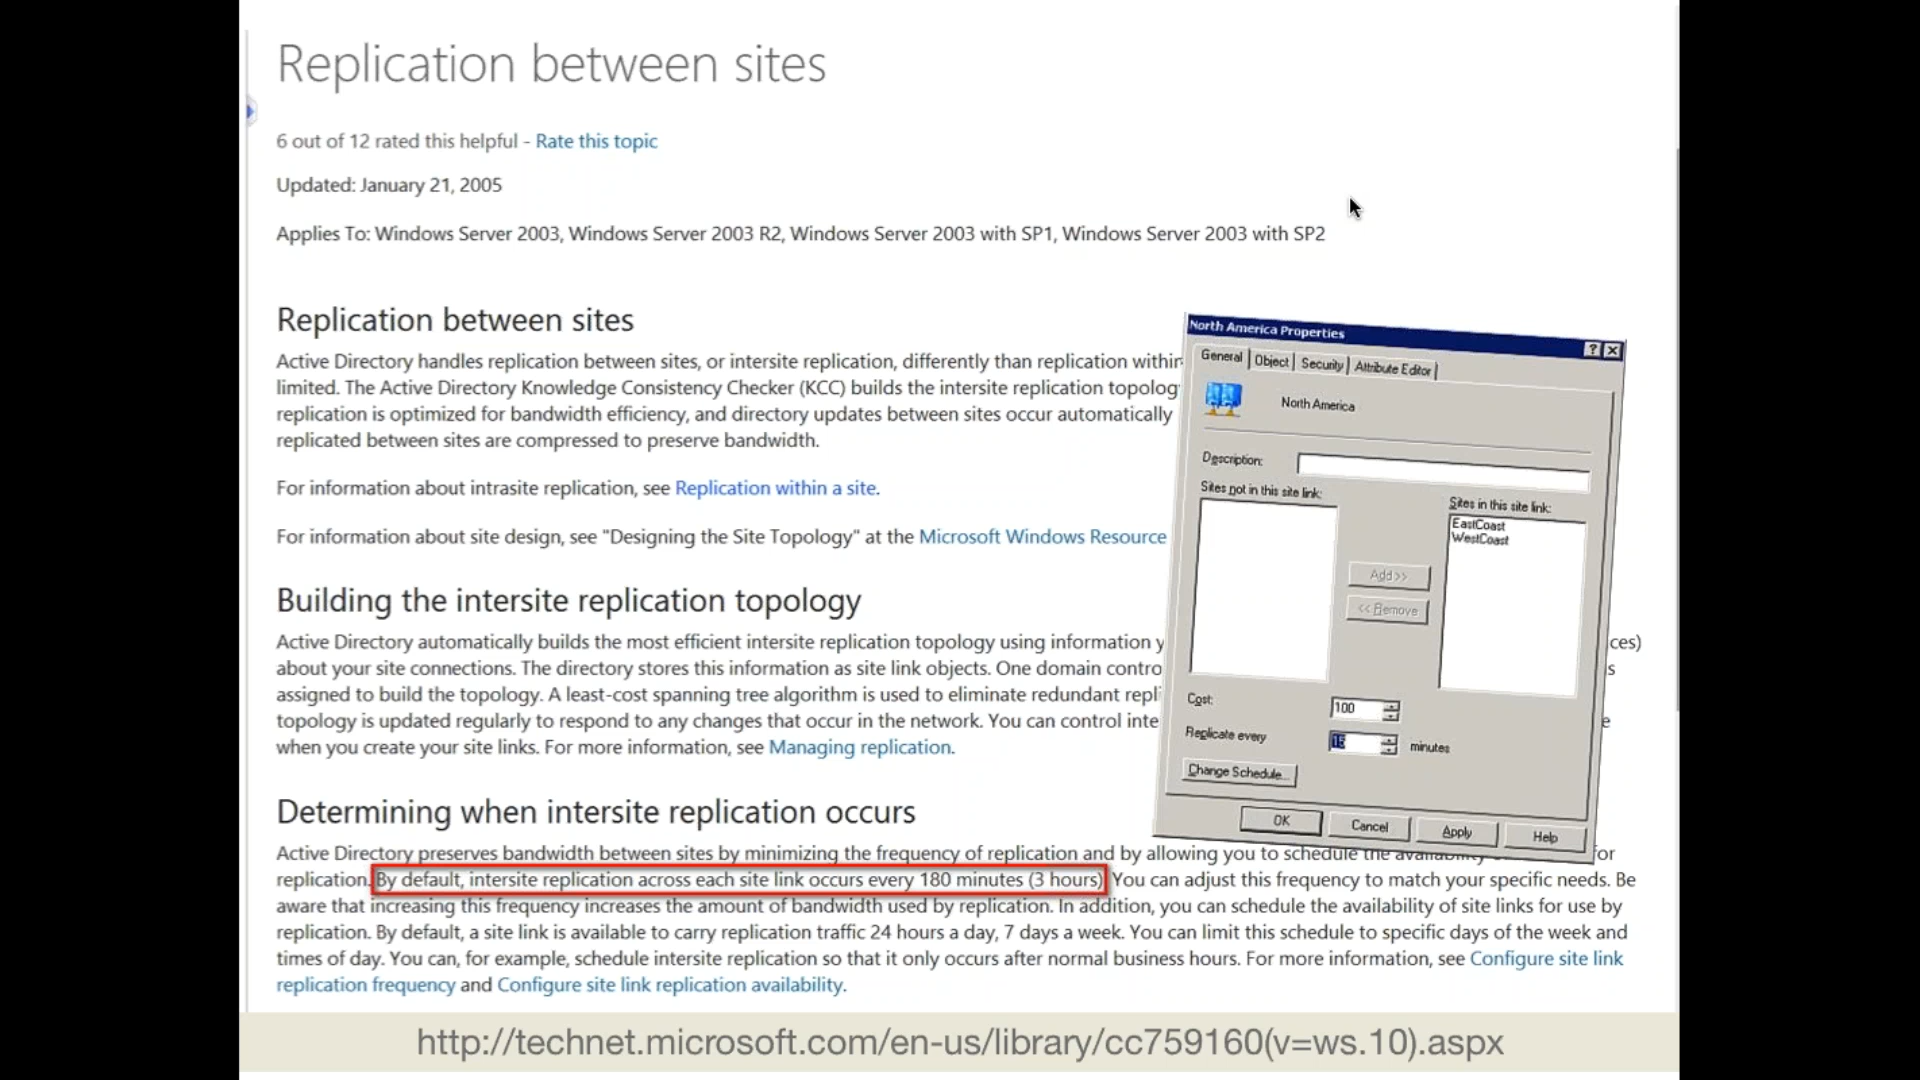 Replication between sites
6 out of 12 rated this helpful - Rate this topic
Updated: January 21, 2005
Applies To: Windows Server 2003, Windows Server 2003 R2, Windows Server 2003 with SP1, Windows Server 2003 with SP2
Replication between sites
Active Directory handles replication between sites, or intersite replication, differently than replication within
limited. The Active Directory Knowledge Consistency Checker (KCC) builds the intersite replication topology
replication is optimized for bandwidth efficiency, and directory updates between sites occur automatically
replicated between sites are compressed to preserve bandwidth.
For information about intrasite replication, see Replication within a site.
For information about site design, see "Designing the Site Topology" at the Microsoft Windows Resource
Building the intersite replication topology
Active Directory automatically builds the most efficient intersite replication topology using information y ces)
about your site connections. The directory stores this information as site link objects. One domain contro s
assigned to build the topology. A least-cost spanning tree algorithm is used to eliminate redundant repli
topology is updated regularly to respond to any changes that occur in the network. You can control inte e
when you create your site links. For more information, see Managing replication.
Determining when intersite replication occurs
Active Directory preserves bandwidth between sites by minimizing the frequency of replication and by allowing you to schedule the for
replication. By default, intersite replication across each site link occurs every 180 minutes (3 hours). You can adjust this frequency to match your specific needs. Be
aware that increasing this frequency increases the amount of bandwidth used by replication. In addition, you can schedule the availability of site links for use by
replication. By default, a site link is available to carry replication traffic 24 hours a day, 7 days a week. You can limit this schedule to specific days of the week and
times of day. You can, for example, schedule intersite replication so that it only occurs after normal business hours. For more information, see Configure site link
replication frequency and Configure site link replication availability.
North America Properties
? X
General Object Security Attribute Editor
North America
Description:
Sites not in this site link:
Sites in this site link:
EastCoast
WestCoast
Add >>
<< Remove
Cost: 100
Replicate every 15 minutes
Change Schedule...
OK Cancel Apply Help
http://technet.microsoft.com/en-us/library/cc759160(v=ws.10).aspx